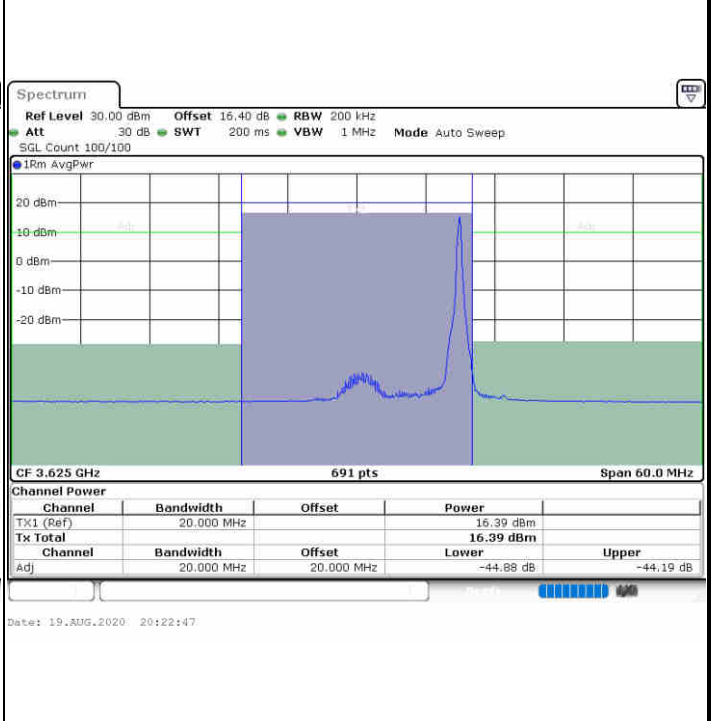 Spectrum
Ref Level 30.00 dBm Offset 16.40 dB RBW 200 kHz
Att 30 dB SWT 200 ms VBW 1 MHz Mode Auto Sweep
SGL Count 100/100
1Rm AvgPwr
20 dBm
Adj Adj
10 dBm
0 dBm
-10 dBm
-20 dBm
CF 3.625 GHz 691 pts Span 60.0 MHz
Channel Power
Channel Bandwidth Offset Power
TX1 (Ref) 20.000 MHz 16.39 dBm
Tx Total 16.39 dBm
Channel Bandwidth Offset Lower Upper
Adj 20.000 MHz 20.000 MHz -44.88 dB -44.19 dB
Date: 19.AUG.2020 20:22:47